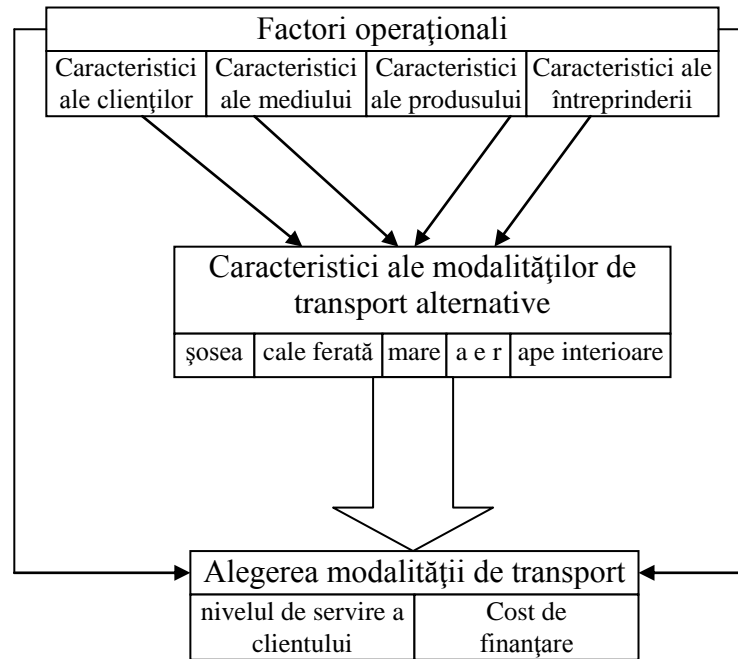 Factori operaţionali
Caracteristici ale clienţilor
Caracteristici ale mediului
Caracteristici ale produsului
Caracteristici ale întreprinderii
Caracteristici ale modalităţilor de
transport alternative
şosea
cale ferată
mare
a e r
ape interioare
Alegerea modalităţii de transport
nivelul de servire a
clientului
Cost de
finanţare